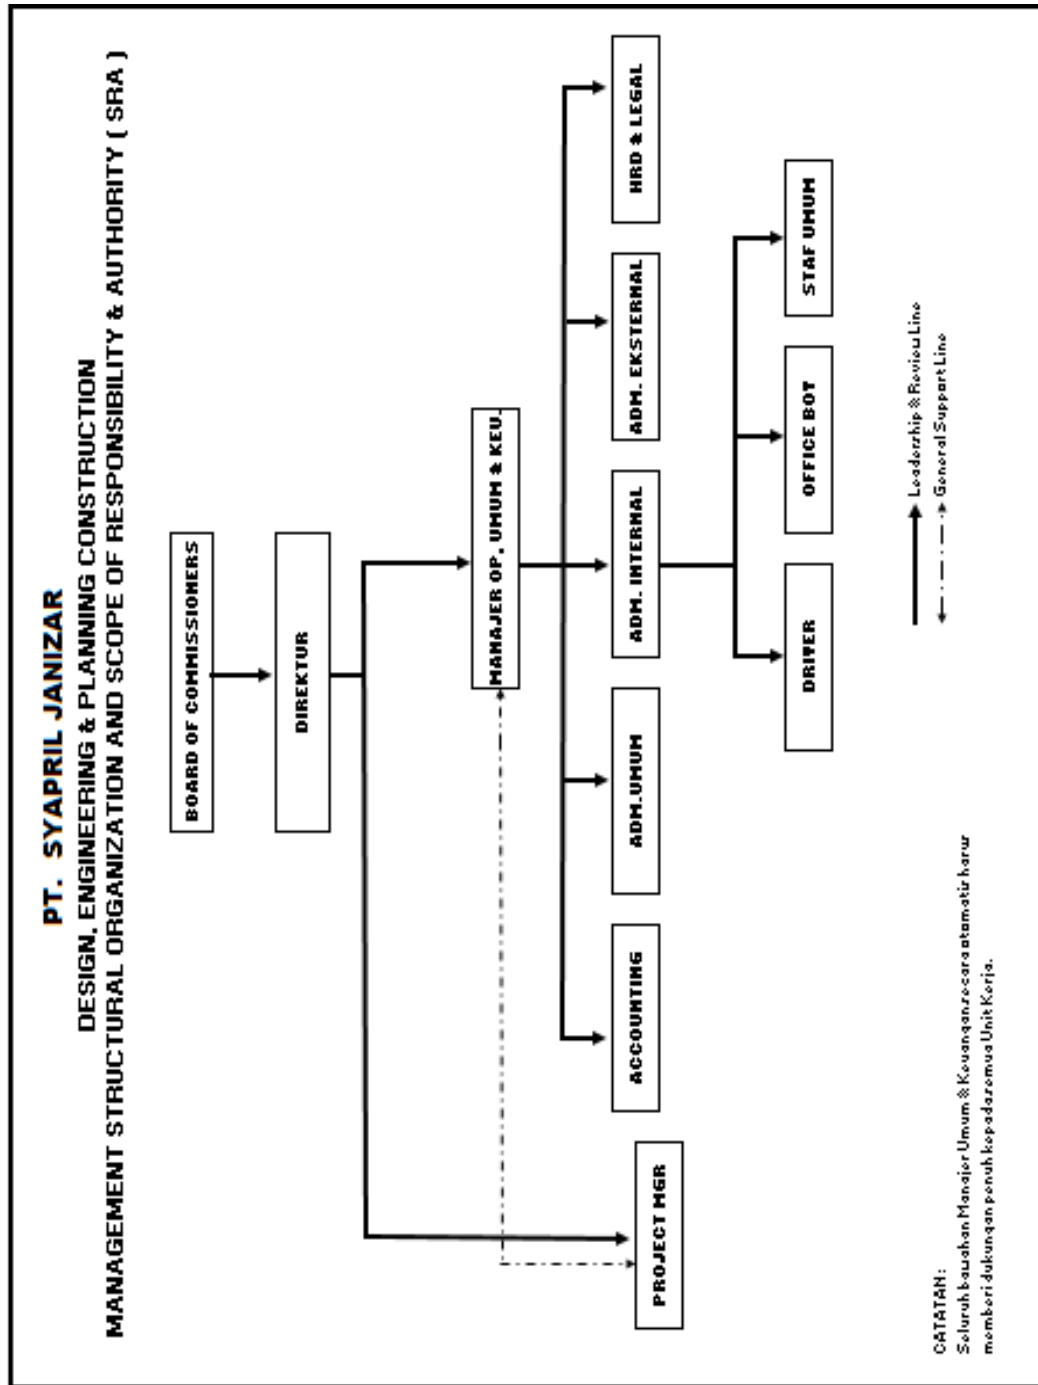 PT. SYAPRIL JANIZAR
DESIGN, ENGINEERING & PLANNING CONSTRUCTION
MANAGEMENT STRUCTURAL ORGANIZATION AND SCOPE OF RESPONSIBILITY & AUTHORITY ( SRA )
BOARD OF COMMISSIONERS
DIREKTUR
MANAJER OP, UMUM & KEU.
PROJECT MGR
ACCOUNTING
ADM.UMUM
ADM. INTERNAL
ADM. EKSTERNAL
HRD & LEGAL
DRIVER
OFFICE BOY
STAF UMUM
Leadership & Review Line
General Support Line
CATATAN:
Seluruh bawahan Manajer Umum & Keuangan secara otomatis harus
memberi dukungan penuh kepada semua Unit Kerja.